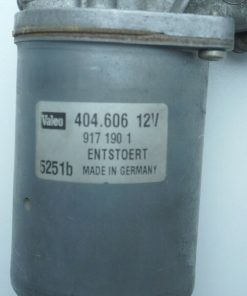 Valeo 404.606 12V
917 190 1
ENTSTOERT
5251b MADE IN GERMANY